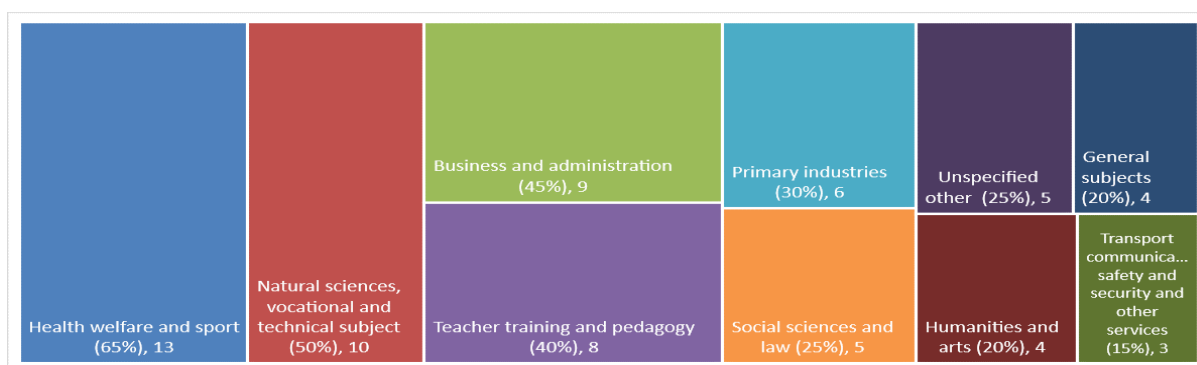 Health welfare and sport
(65%), 13
Natural sciences,
vocational and
technical subject
(50%), 10
Business and administration
(45%), 9
Teacher training and pedagogy
(40%), 8
Primary industries
(30%), 6
Social sciences and
law (25%), 5
Unspecified
other (25%), 5
General
subjects
(20%), 4
Humanities and
arts (20%), 4
Transport
communica...
safety and
security and
other
services
(15%), 3